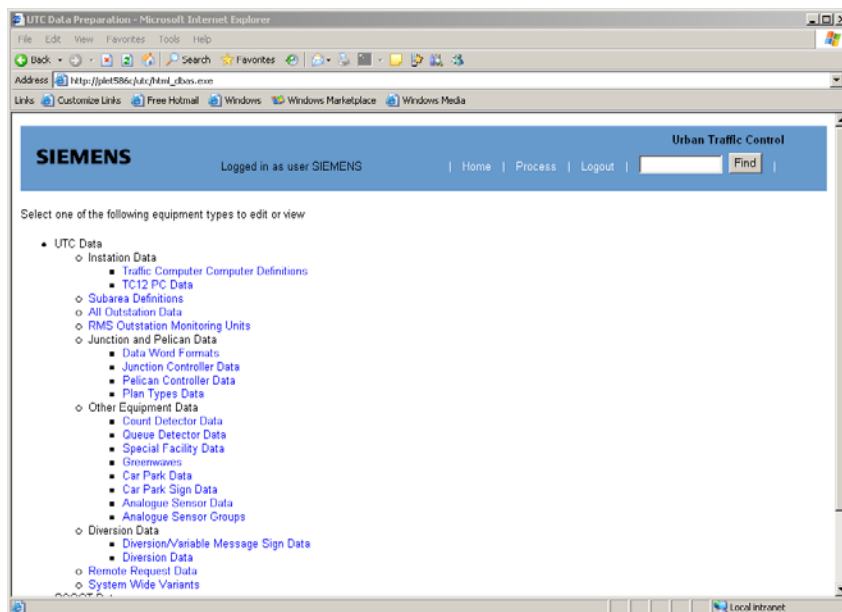 UTC Data Preparation - Microsoft Internet Explorer
File Edit View Favorites Tools Help
Back Search Favorites
Address http://plet586c/utc/html_dbas.exe
Links Customize Links Free Hotmail Windows Windows Marketplace Windows Media
Urban Traffic Control
SIEMENS Logged in as user SIEMENS | Home | Process | Logout | Find |
Select one of the following equipment types to edit or view
UTC Data
Instation Data
Traffic Computer Computer Definitions
TC12 PC Data
Subarea Definitions
All Outstation Data
RMS Outstation Monitoring Units
Junction and Pelican Data
Data Word Formats
Junction Controller Data
Pelican Controller Data
Plan Types Data
Other Equipment Data
Count Detector Data
Queue Detector Data
Special Facility Data
Greenwaves
Car Park Data
Car Park Sign Data
Analogue Sensor Data
Analogue Sensor Groups
Diversion Data
Diversion/Variable Message Sign Data
Diversion Data
Remote Request Data
System Wide Variants
Local intranet